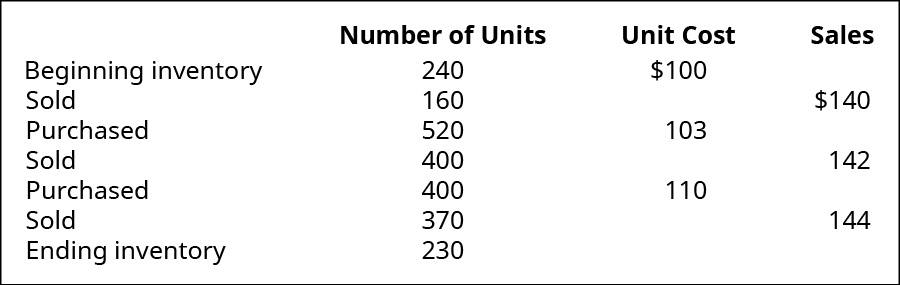 Number of Units Unit Cost Sales
Beginning inventory 240 $100
Sold 160 $140
Purchased 520 103
Sold 400 142
Purchased 400 110
Sold 370 144
Ending inventory 230